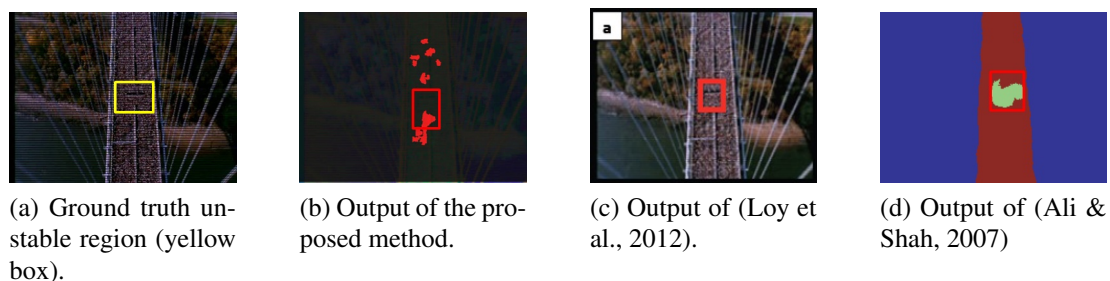 a
(a) Ground truth un-
stable region (yellow
box).
(b) Output of the pro-
posed method.
(c) Output of (Loy et
al., 2012).
(d) Output of (Ali &
Shah, 2007)